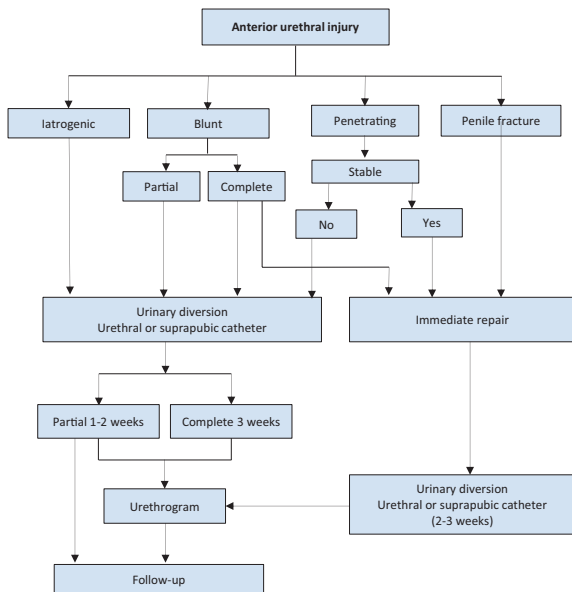 Anterior urethral injury
Iatrogenic
Blunt
Penetrating
Penile fracture
Partial
Complete
Stable
No
Yes
Urinary diversion
Urethral or suprapubic catheter
Immediate repair
Partial 1-2 weeks
Complete 3 weeks
Urinary diversion
Urethral or suprapubic catheter
(2-3 weeks)
Urethrogram
Follow-up